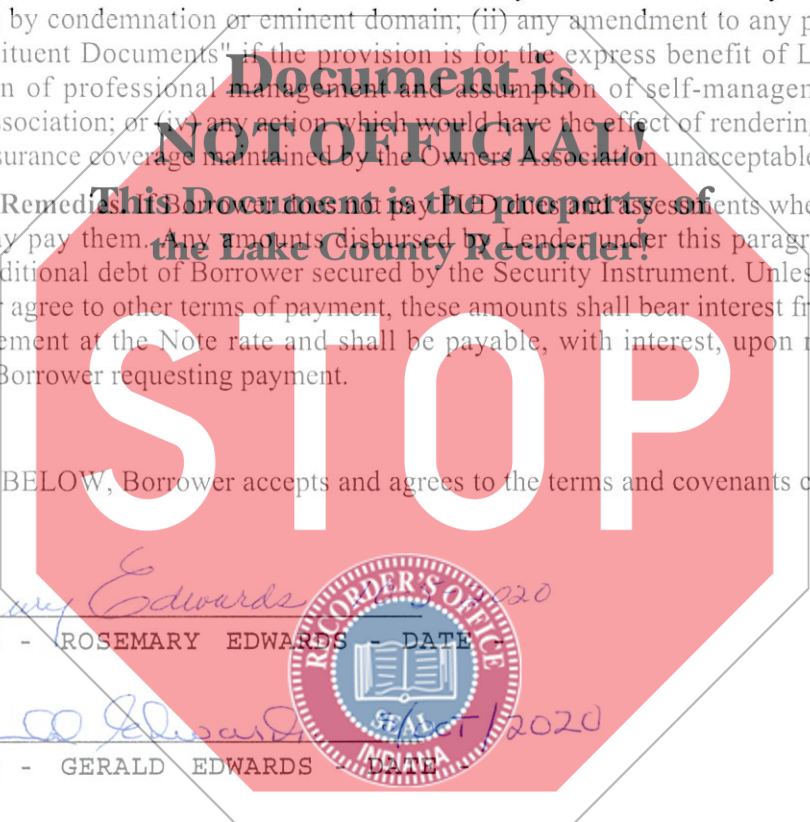 by condemnation or eminent domain; (ii) any amendment to any p
ituent Documents" if the provision is for the express benefit of L
Document is
n of professional management and assumption of self-managem
ssociation; or (iv) any action which would have the effect of renderin
NOT OFFICIAL!
surance coverage maintained by the Owners Association unacceptable
Remedies. If Borrower does not pay PUD dues and assessments whe
This Document is the property of
y pay them. Any amounts disbursed by Lender under this paragr
the Lake County Recorder!
ditional debt of Borrower secured by the Security Instrument. Unles
agree to other terms of payment, these amounts shall bear interest fr
ement at the Note rate and shall be payable, with interest, upon n
Borrower requesting payment.
STOP
BELOW, Borrower accepts and agrees to the terms and covenants c
ary Edwards 2020
- ROSEMARY EDWARDS - DATE -
RECORDER'S OFFICE
SEAL
INDIANA
ld Edwards /OCT/2020
- GERALD EDWARDS - DATE -